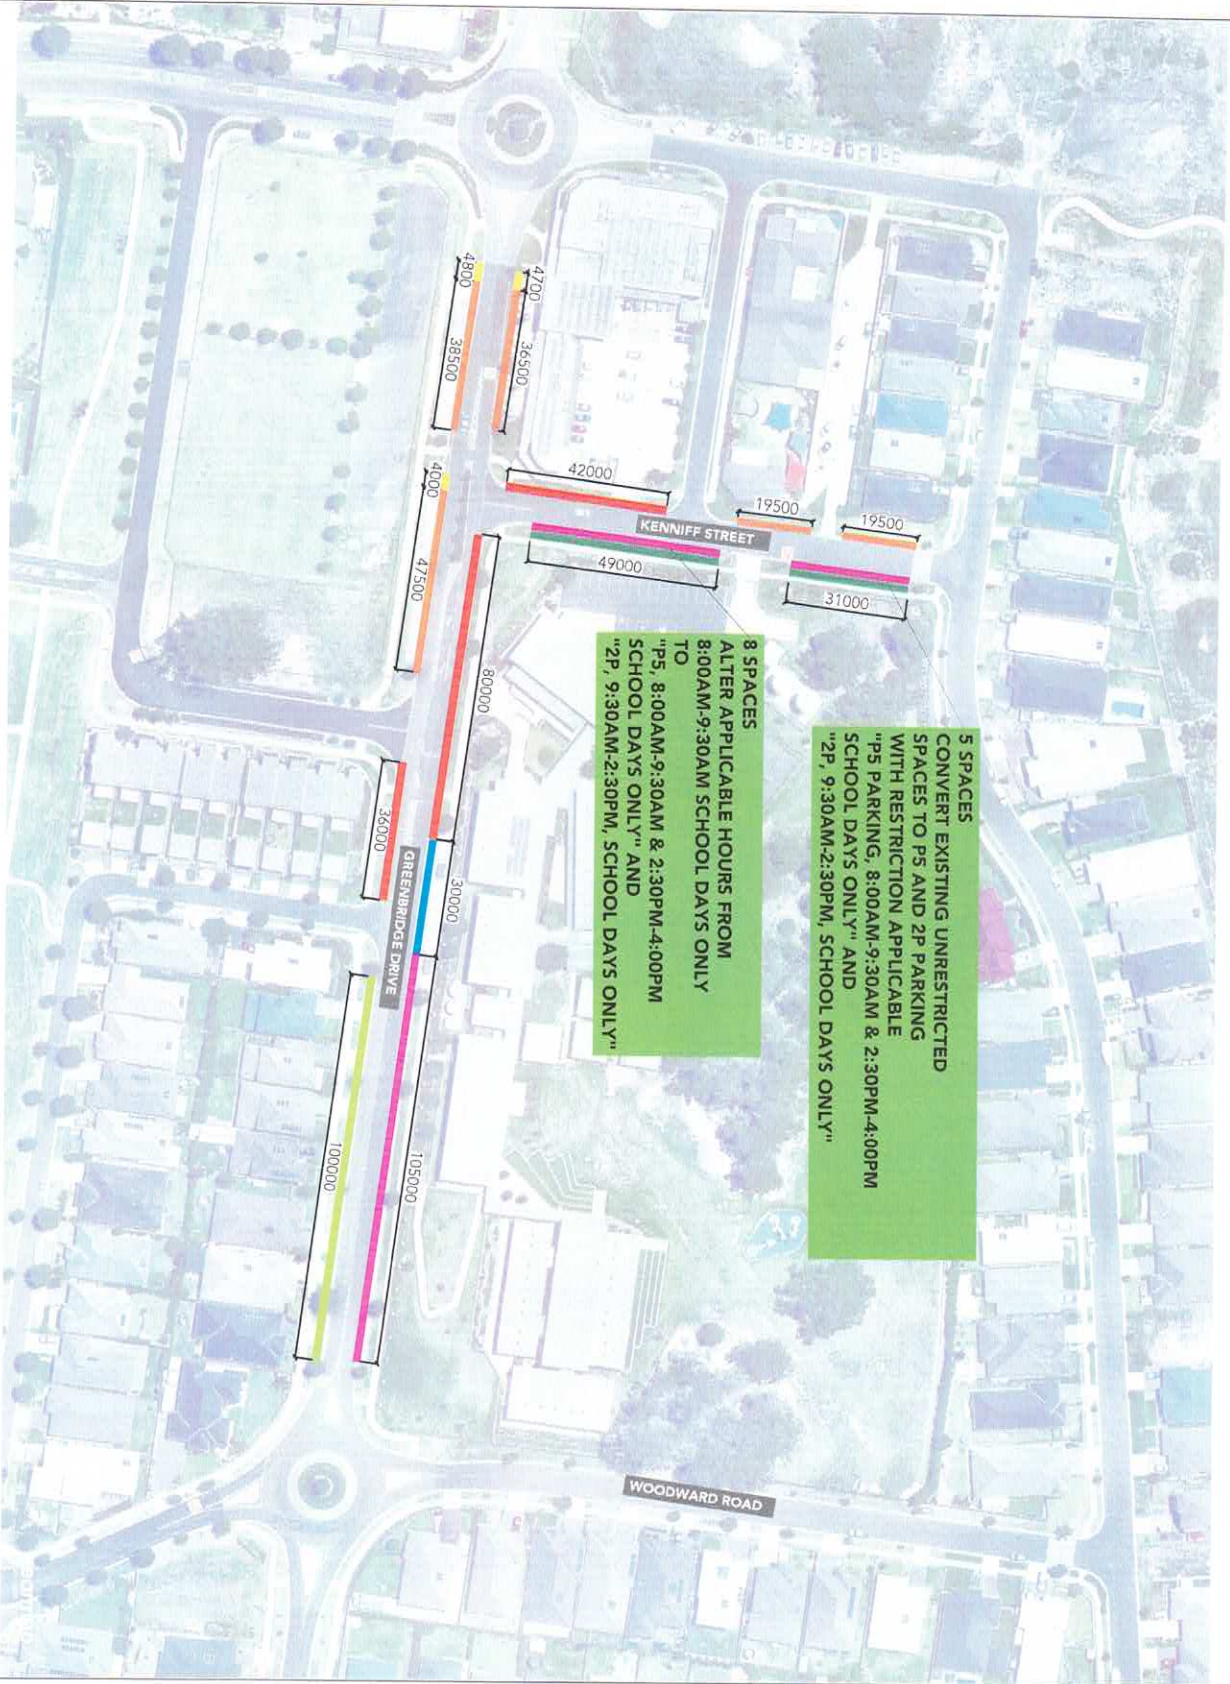 5 SPACES
CONVERT EXISTING UNRESTRICTED
SPACES TO P5 AND 2P PARKING
WITH RESTRICTION APPLICABLE
"P5 PARKING, 8:00AM-9:30AM & 2:30PM-4:00PM
SCHOOL DAYS ONLY" AND
"2P, 9:30AM-2:30PM, SCHOOL DAYS ONLY"
8 SPACES
ALTER APPLICABLE HOURS FROM
8:00AM-9:30AM SCHOOL DAYS ONLY
TO
"P5, 8:00AM-9:30AM & 2:30PM-4:00PM
SCHOOL DAYS ONLY" AND
"2P, 9:30AM-2:30PM, SCHOOL DAYS ONLY"
KENNIFF STREET
42000
19500
19500
49000
31000
4700
36500
4800
38500
4000
47500
80000
36000
30000
GREENBRIDGE DRIVE
105000
100000
WOODWARD ROAD